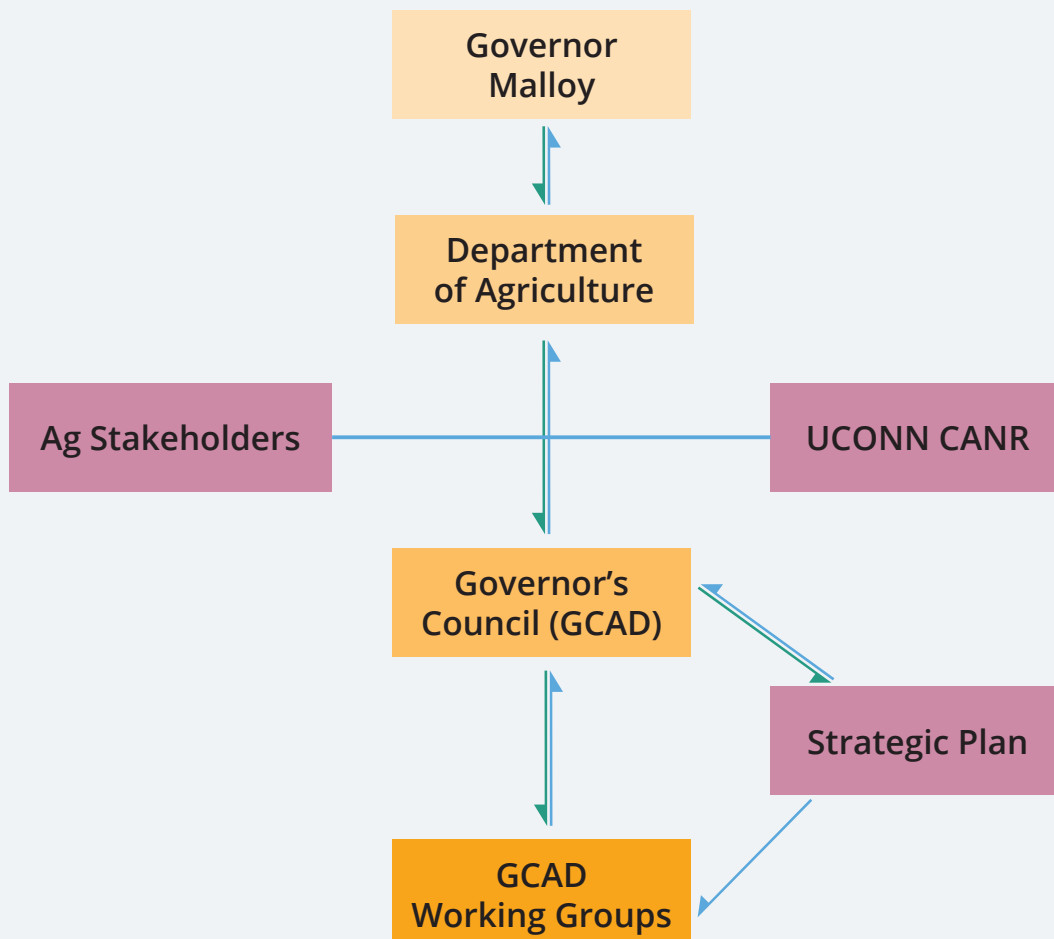 Governor
Malloy
Department
of Agriculture
Ag Stakeholders
UCONN CANR
Governor’s
Council (GCAD)
Strategic Plan
GCAD
Working Groups